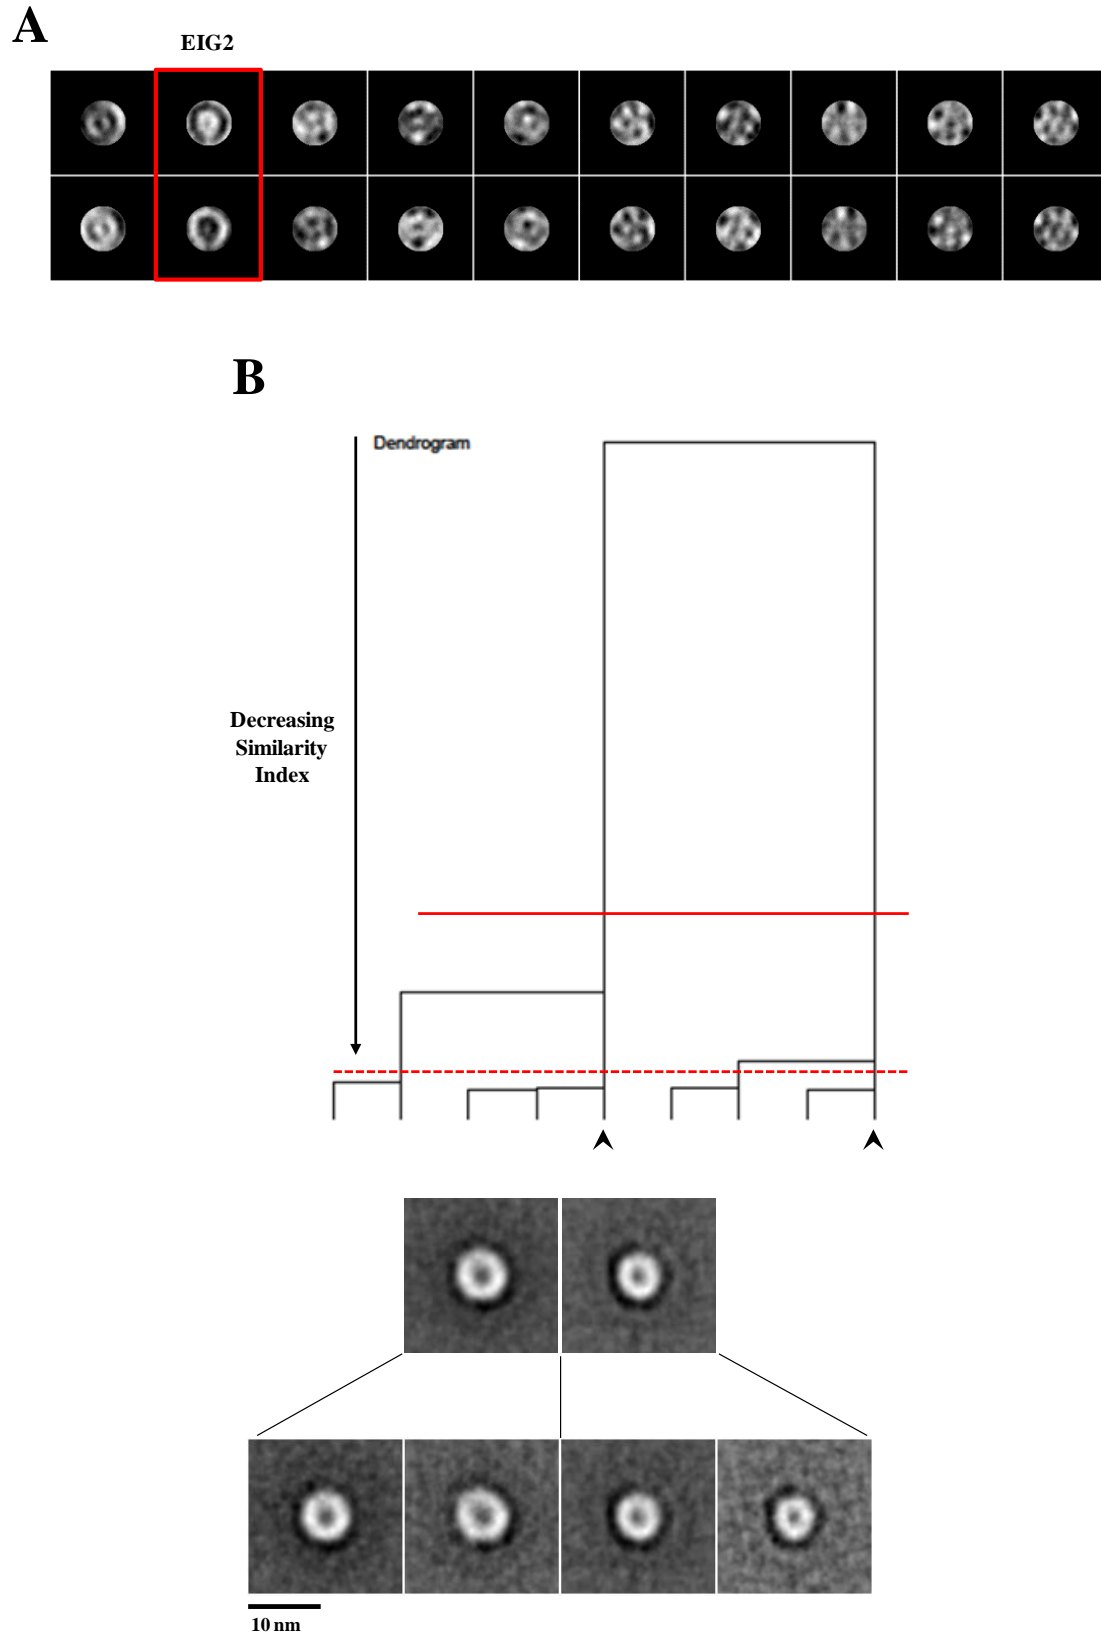 A
EIG2
B
Dendrogram
Decreasing
Similarity
Index
10 nm